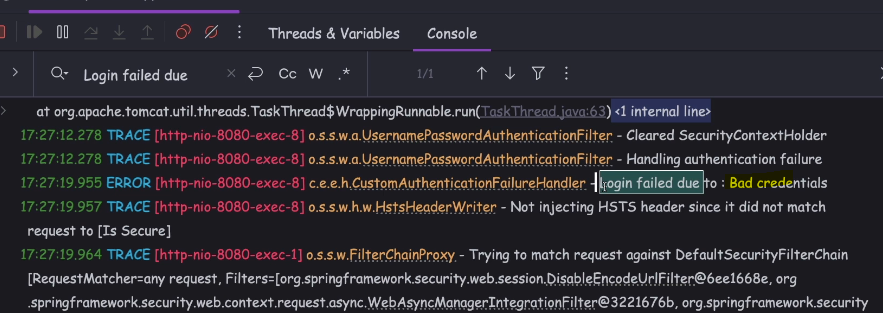 Threads & Variables Console
Login failed due Cc W .* 1/1
at org.apache.tomcat.util.threads.TaskThread$WrappingRunnable.run(TaskThread.java:63) <1 internal line>
17:27:12.278 TRACE [http-nio-8080-exec-8] o.s.s.w.a.UsernamePasswordAuthenticationFilter - Cleared SecurityContextHolder
17:27:12.278 TRACE [http-nio-8080-exec-8] o.s.s.w.a.UsernamePasswordAuthenticationFilter - Handling authentication failure
17:27:19.955 ERROR [http-nio-8080-exec-8] c.e.e.h.CustomAuthenticationFailureHandler - Login failed due to : Bad credentials
17:27:19.957 TRACE [http-nio-8080-exec-8] o.s.s.w.h.w.HstsHeaderWriter - Not injecting HSTS header since it did not match
request to [Is Secure]
17:27:19.964 TRACE [http-nio-8080-exec-1] o.s.s.w.FilterChainProxy - Trying to match request against DefaultSecurityFilterChain
[RequestMatcher=any request, Filters=[org.springframework.security.web.session.DisableEncodeUrlFilter@6ee1668e, org
.springframework.security.web.context.request.async.WebAsyncManagerIntegrationFilter@3221676b, org.springframework.security